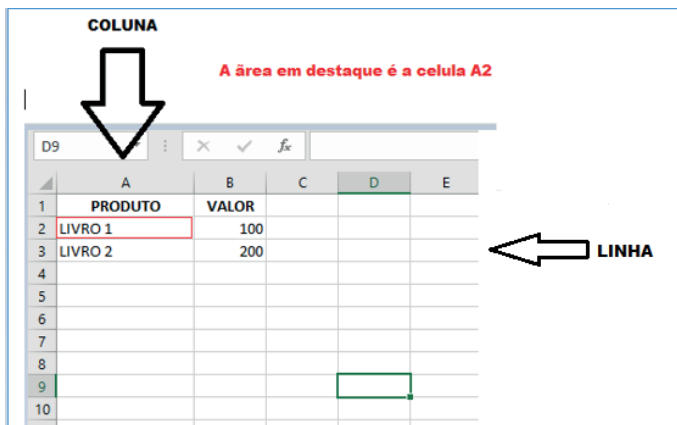 COLUNA
A ãrea em destaque é a celula A2
D9 fx
A B C D E
1 PRODUTO VALOR
2 LIVRO 1 100
3 LIVRO 2 200
LINHA
4
5
6
7
8
9
10